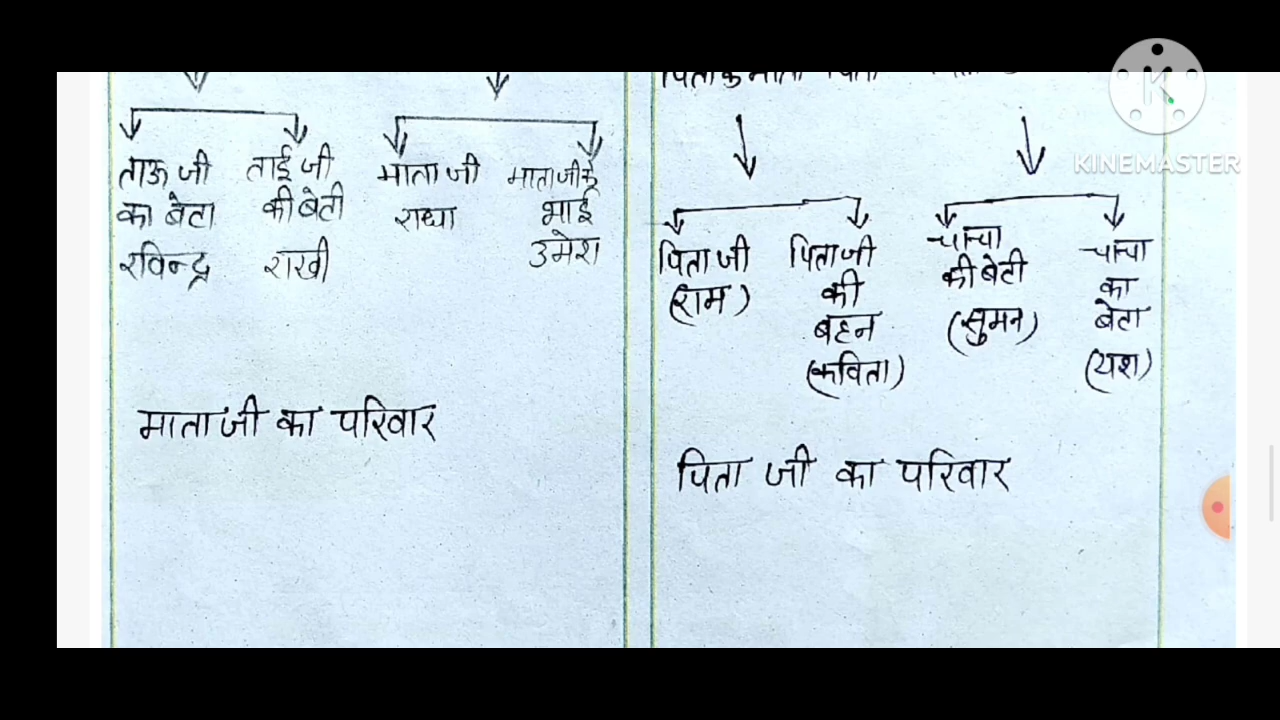 ताऊ जी
का बेटा
रविन्द्र
ताई जी
की बेटी
राखी
माता जी
राधा
माताजी के
भाई
उमेश
माताजी का परिवार
पिता जी
(राम)
पिता जी
की
बहन
(कविता)
चाचा
की बेटी
(सुमन)
चाचा
का
बेटा
(यश)
पिता जी का परिवार
KINEMASTER